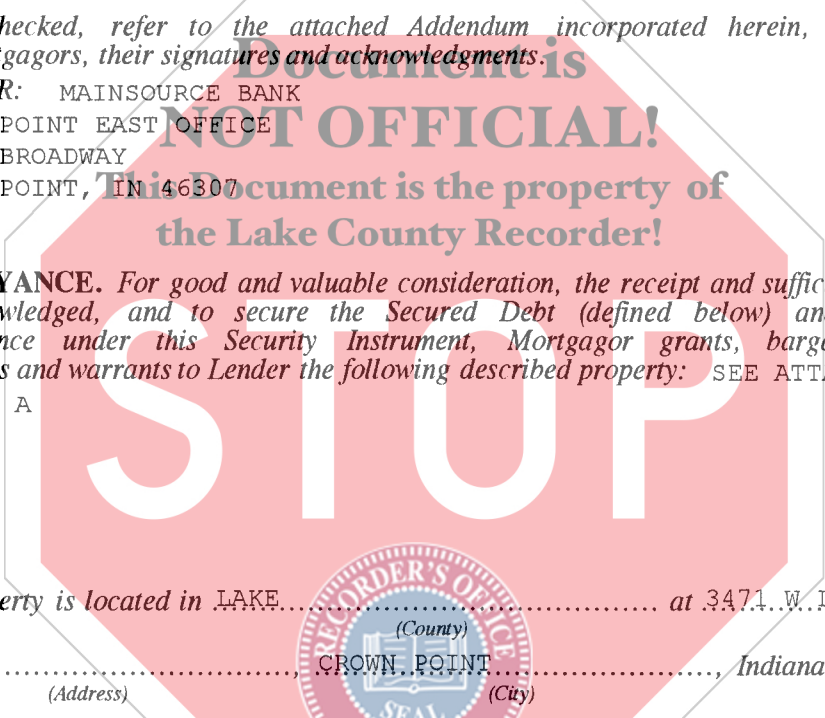 hecked, refer to the attached Addendum incorporated herein,
tgagors, their signatures and acknowledgments.
Document is
R: MAINSOURCE BANK
POINT EAST OFFICE
NOT OFFICIAL!
BROADWAY
POINT, IN 46307
This Document is the property of
the Lake County Recorder!
YANCE. For good and valuable consideration, the receipt and suffic
wledged, and to secure the Secured Debt (defined below) an
nce under this Security Instrument, Mortgagor grants, barg
s and warrants to Lender the following described property: SEE ATT
A
STOP
RECORDER'S OFFICE
erty is located in LAKE.................................................. at 3471 W
(County)
................................, CROWN POINT......................................, Indiana
(Address) (City)
SEAL